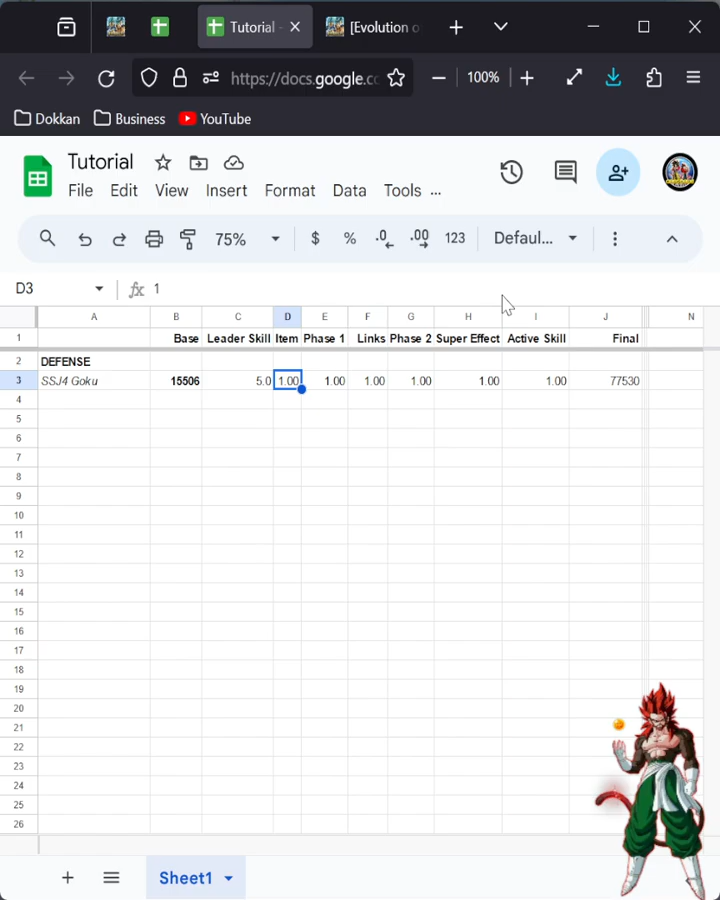 Tutorial -
[Evolution o
https://docs.google.co
100%
Dokkan
Business
YouTube
Tutorial
File Edit View Insert Format Data Tools ...
75% $ % .0 .00 123 Defaul...
D3 fx 1
A B C D E F G H I J N
1 Base Leader Skill Item Phase 1 Links Phase 2 Super Effect Active Skill Final
2 DEFENSE
3 SSJ4 Goku 15506 5.0 1.00 1.00 1.00 1.00 1.00 1.00 77530
4
5
6
7
8
9
10
11
12
13
14
15
16
17
18
19
20
21
22
23
24
25
26
Sheet1